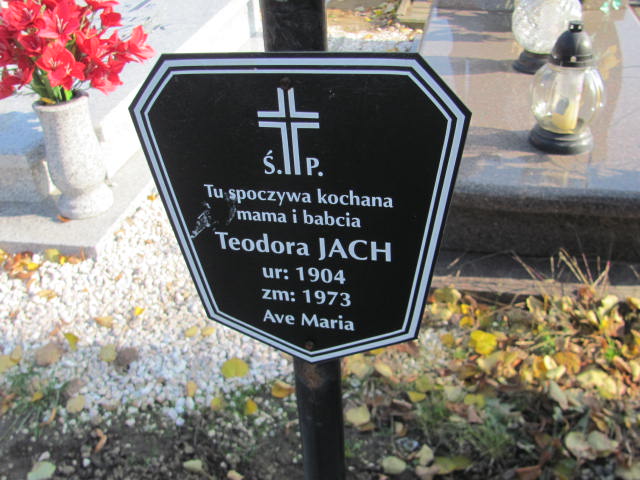 Ś. P.
Tu spoczywa kochana
mama i babcia
Teodora JACH
ur: 1904
zm: 1973
Ave Maria